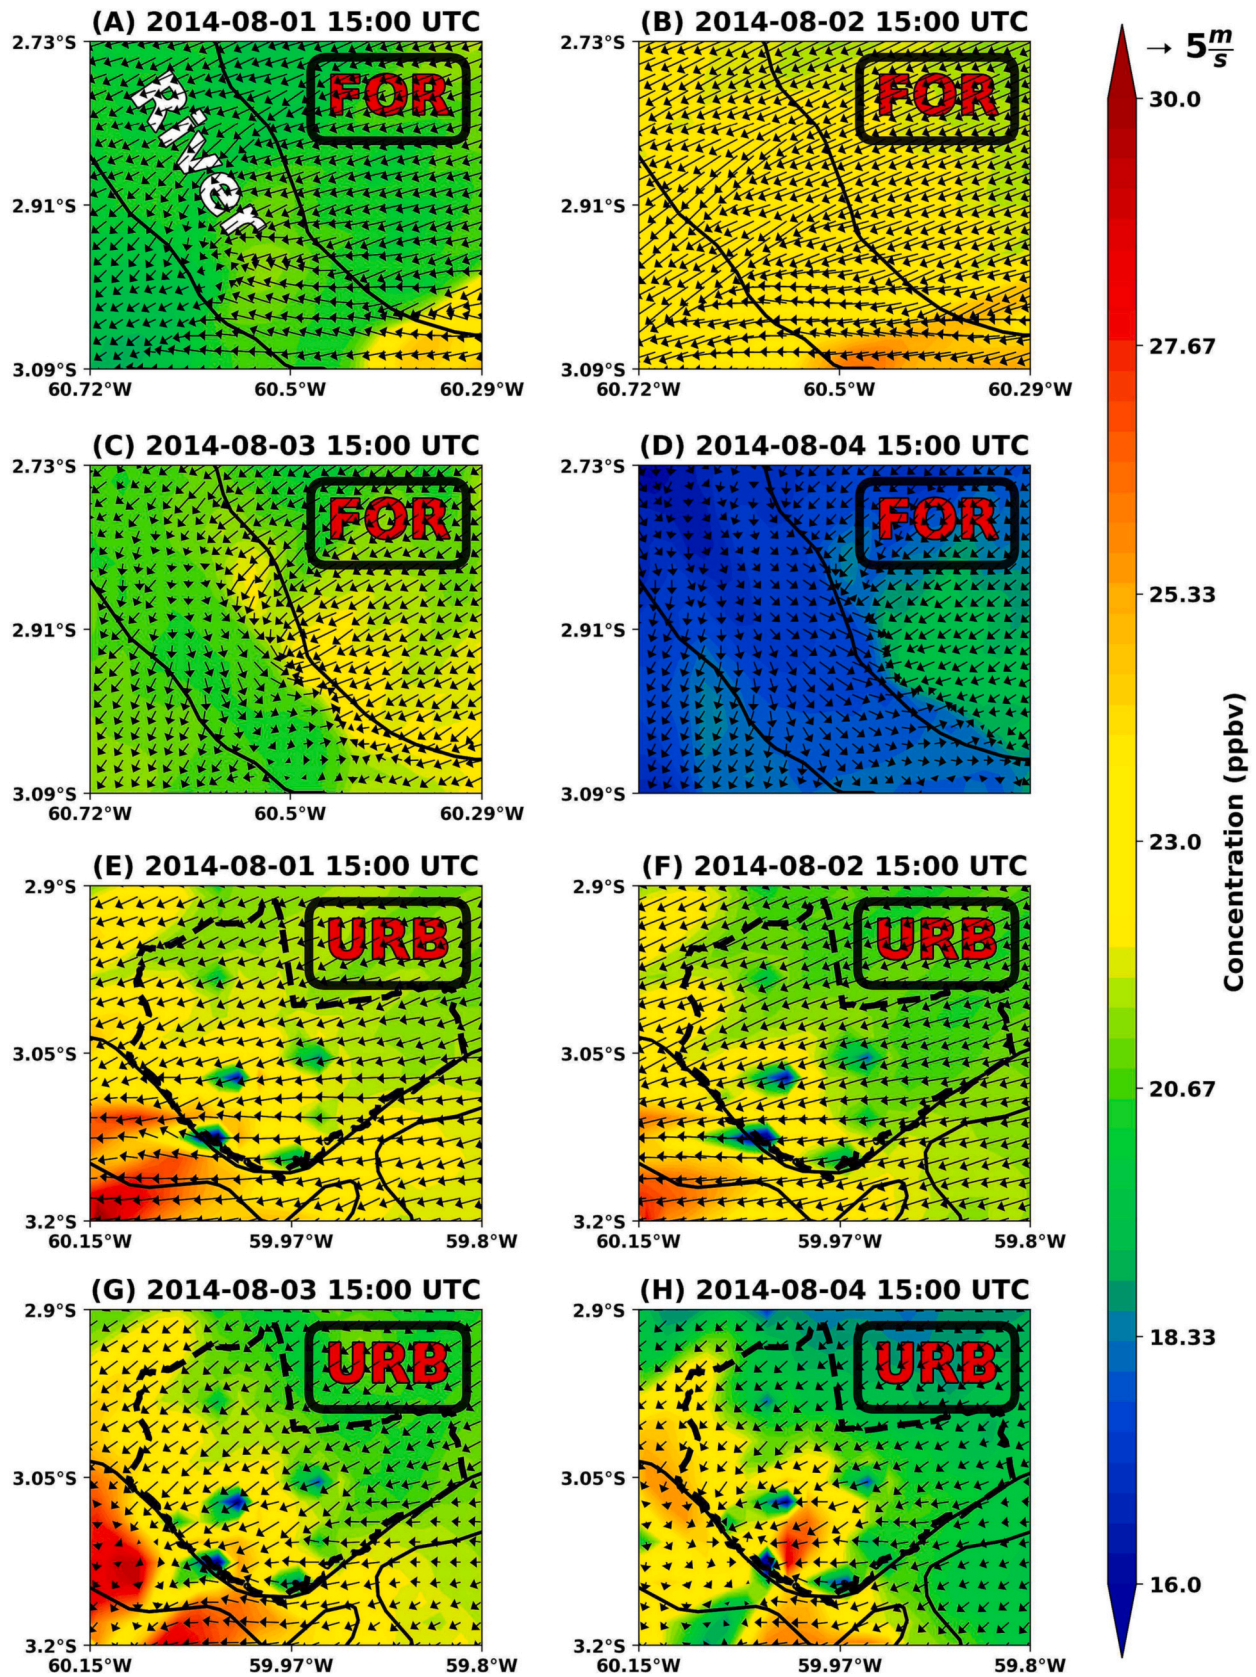 (A) 2014-08-01 15:00 UTC
(B) 2014-08-02 15:00 UTC
→ 5 m/s
2.73°S
2.91°S
3.09°S
60.72°W 60.5°W 60.29°W
River
FOR
2.73°S
2.91°S
3.09°S
60.72°W 60.5°W 60.29°W
FOR
(C) 2014-08-03 15:00 UTC
(D) 2014-08-04 15:00 UTC
2.73°S
2.91°S
3.09°S
60.72°W 60.5°W 60.29°W
FOR
2.73°S
2.91°S
3.09°S
60.72°W 60.5°W 60.29°W
FOR
(E) 2014-08-01 15:00 UTC
(F) 2014-08-02 15:00 UTC
2.9°S
3.05°S
3.2°S
60.15°W 59.97°W 59.8°W
URB
2.9°S
3.05°S
3.2°S
60.15°W 59.97°W 59.8°W
URB
(G) 2014-08-03 15:00 UTC
(H) 2014-08-04 15:00 UTC
2.9°S
3.05°S
3.2°S
60.15°W 59.97°W 59.8°W
URB
2.9°S
3.05°S
3.2°S
60.15°W 59.97°W 59.8°W
URB
30.0
27.67
25.33
23.0
20.67
18.33
16.0
Concentration (ppbv)